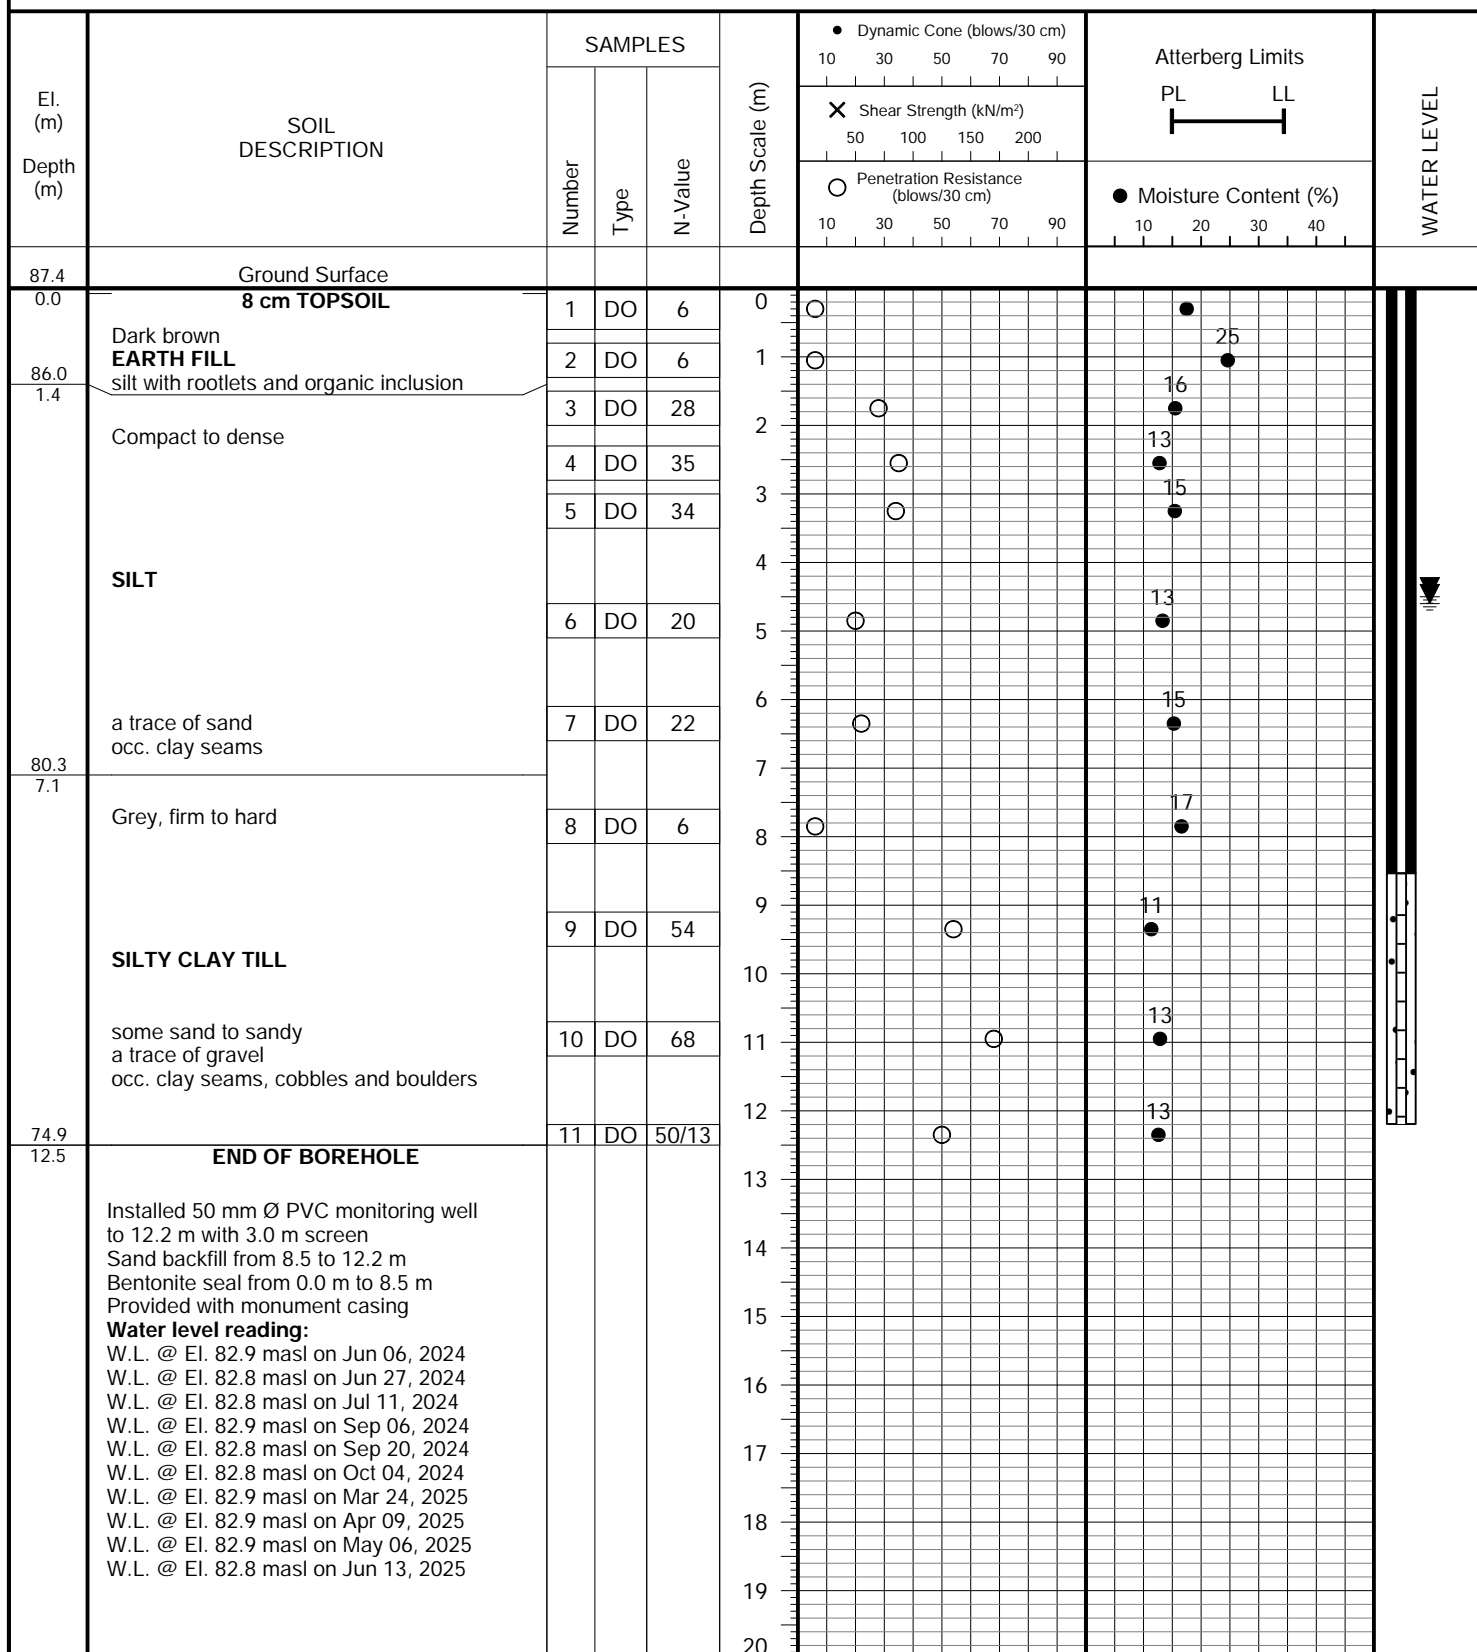 El.
(m)
Depth
(m)
SOIL
DESCRIPTION
SAMPLES
Number
Type
N-Value
Depth Scale (m)
Dynamic Cone (blows/30 cm)
10 30 50 70 90
Shear Strength (kN/m²)
50 100 150 200
Penetration Resistance
(blows/30 cm)
10 30 50 70 90
Atterberg Limits
PL LL
Moisture Content (%)
10 20 30 40
WATER LEVEL
87.4 Ground Surface
0.0 8 cm TOPSOIL 0
1 DO 6
Dark brown 25
EARTH FILL 2 DO 6 1
86.0 silt with rootlets and organic inclusion 16
1.4
3 DO 28
2
Compact to dense 13
4 DO 35
3 15
5 DO 34
4
SILT
13
6 DO 20
5
6 15
a trace of sand 7 DO 22
occ. clay seams
80.3 7
7.1
17
Grey, firm to hard
8 DO 6
8
9 11
9 DO 54
SILTY CLAY TILL
10
13
some sand to sandy 10 DO 68
a trace of gravel 11
occ. clay seams, cobbles and boulders
12 13
74.9 11 DO 50/13
12.5 END OF BOREHOLE
13
Installed 50 mm Ø PVC monitoring well
to 12.2 m with 3.0 m screen
14
Sand backfill from 8.5 to 12.2 m
Bentonite seal from 0.0 m to 8.5 m
Provided with monument casing
15
Water level reading:
W.L. @ El. 82.9 masl on Jun 06, 2024
W.L. @ El. 82.8 masl on Jun 27, 2024
16
W.L. @ El. 82.8 masl on Jul 11, 2024
W.L. @ El. 82.9 masl on Sep 06, 2024
W.L. @ El. 82.8 masl on Sep 20, 2024
17
W.L. @ El. 82.8 masl on Oct 04, 2024
W.L. @ El. 82.9 masl on Mar 24, 2025
W.L. @ El. 82.9 masl on Apr 09, 2025
18
W.L. @ El. 82.9 masl on May 06, 2025
W.L. @ El. 82.8 masl on Jun 13, 2025
19
20